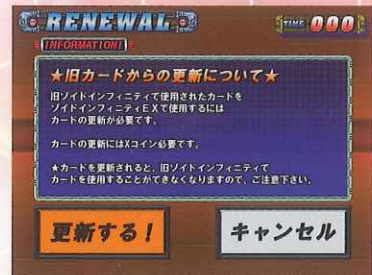 RENEWAL
TIME 000
INFORMATION!
★旧カードからの更新について★
旧ゾイドインフィニティで使用されたカードを
ゾイドインフィニティEXで使用するには
カードの更新が必要です。
カードの更新にはXコイン必要です。
★カードを更新されると、旧ゾイドインフィニティで
カードを使用することができなくなりますので、ご注意下さい。
更新する!
キャンセル